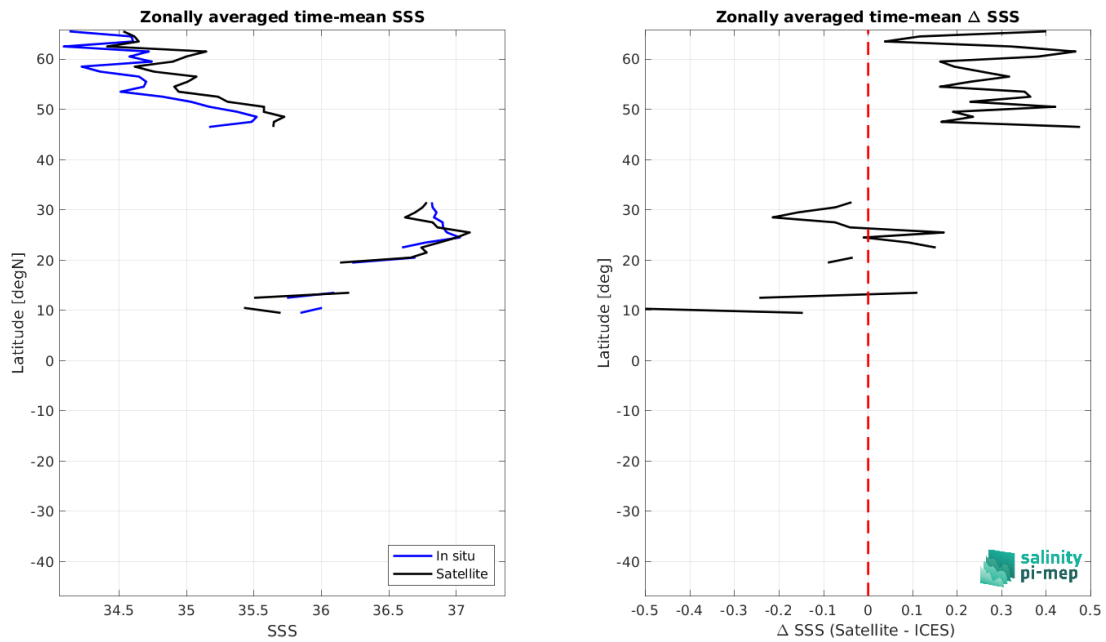 Zonally averaged time-mean SSS
60
50
40
30
20
10
0
-10
-20
-30
-40
Latitude [degN]
34.5 35 35.5 36 36.5 37
SSS
In situ
Satellite
Zonally averaged time-mean Δ SSS
60
50
40
30
20
10
0
-10
-20
-30
-40
Latitude [deg]
-0.5 -0.4 -0.3 -0.2 -0.1 0 0.1 0.2 0.3 0.4 0.5
Δ SSS (Satellite - ICES)
salinity
pi-mep